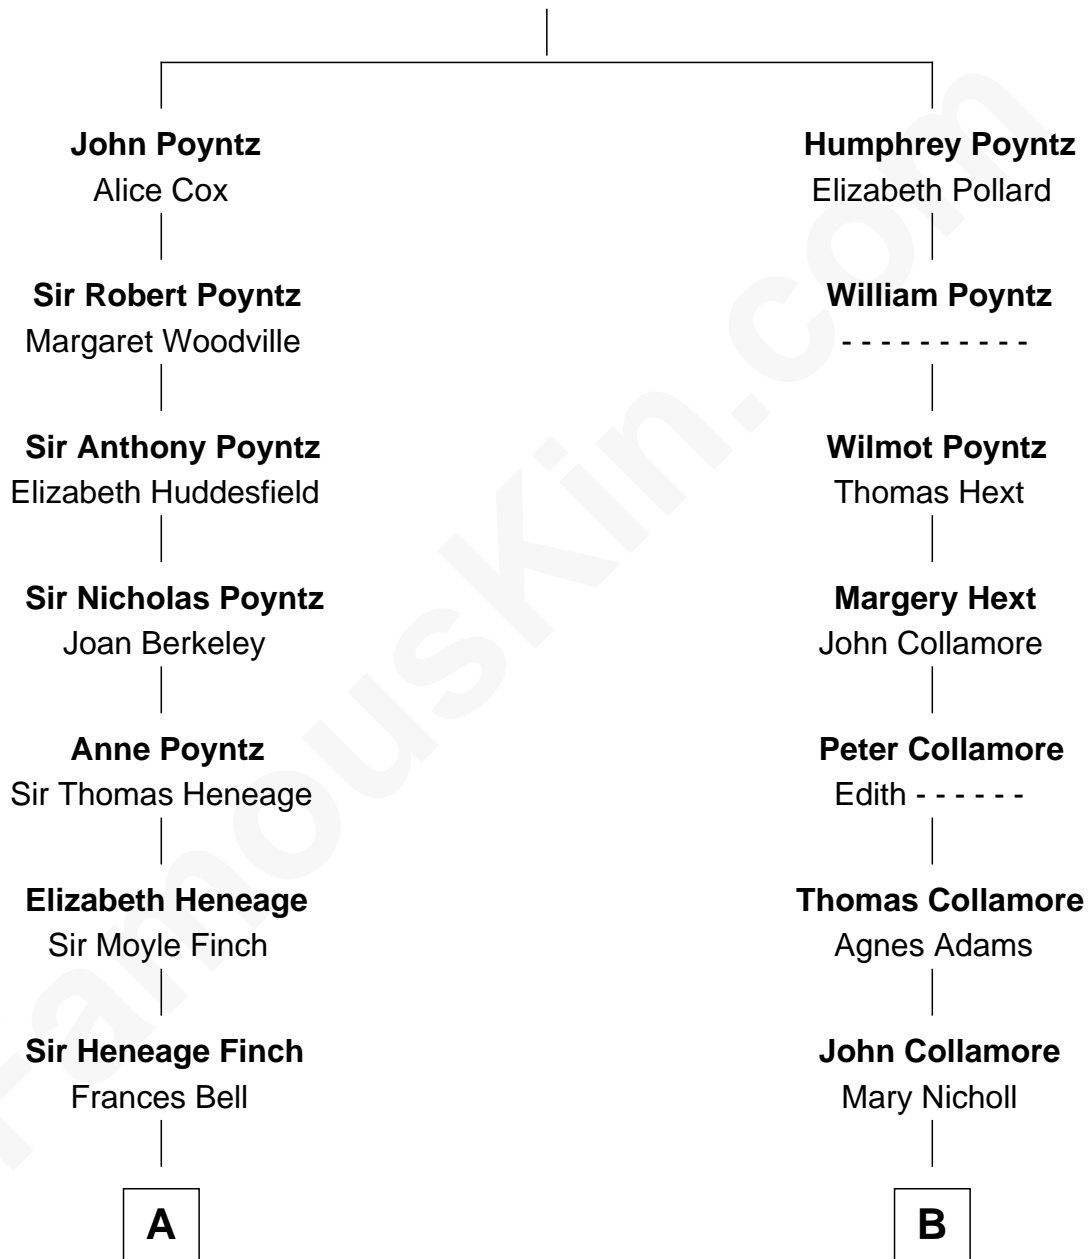 John Poyntz
Alice Cox
Humphrey Poyntz
Elizabeth Pollard
Sir Robert Poyntz
Margaret Woodville
William Poyntz
- - - - - - - - - -
Sir Anthony Poyntz
Elizabeth Huddesfield
Wilmot Poyntz
Thomas Hext
Sir Nicholas Poyntz
Joan Berkeley
Margery Hext
John Collamore
Anne Poyntz
Sir Thomas Heneage
Peter Collamore
Edith - - - - - -
Elizabeth Heneage
Sir Moyle Finch
Thomas Collamore
Agnes Adams
Sir Heneage Finch
Frances Bell
John Collamore
Mary Nicholl
A
B
FamousKin.com